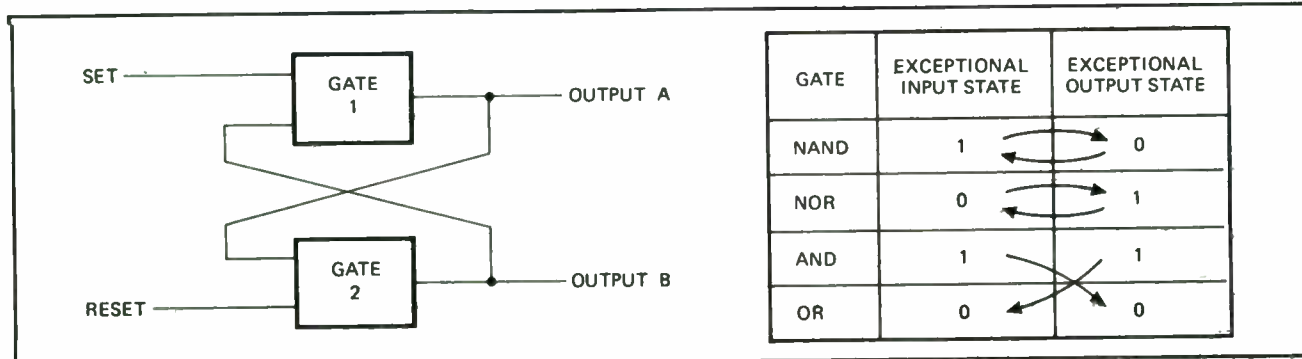 SET
GATE
1
OUTPUT A
GATE
2
OUTPUT B
RESET
GATE EXCEPTIONAL INPUT STATE EXCEPTIONAL OUTPUT STATE
NAND 1 0
NOR 0 1
AND 1 1
OR 0 0